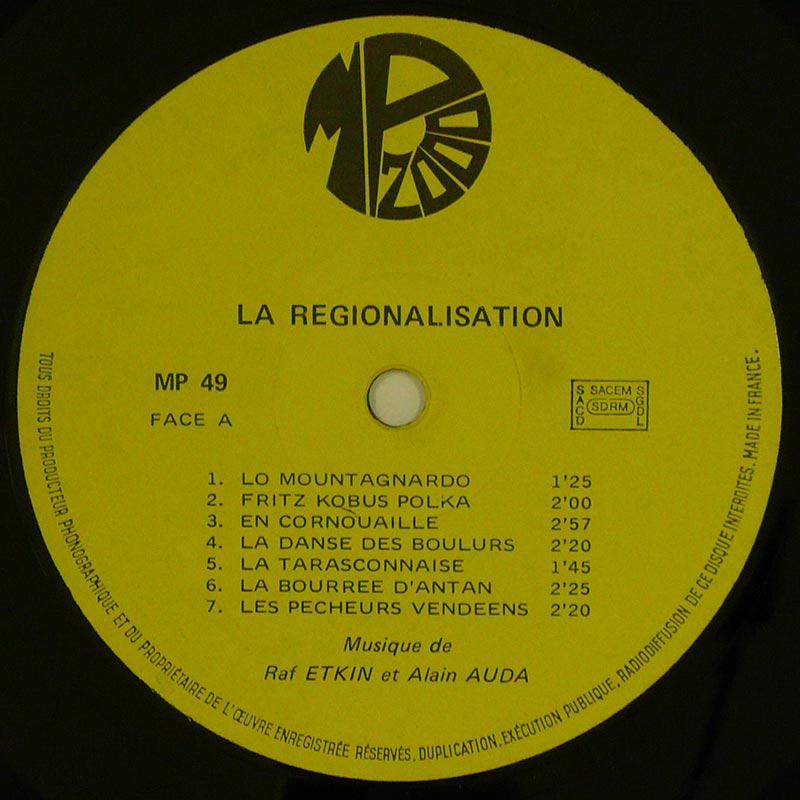 MP 2000
LA REGIONALISATION
MP 49
FACE A
SACD SACEM SGDL
SDRM
1. LO MOUNTAGNARDO 1'25
2. FRITZ KOBUS POLKA 2'00
3. EN CORNOUAILLE 2'57
4. LA DANSE DES BOULURS 2'20
5. LA TARASCONNAISE 1'45
6. LA BOURREE D'ANTAN 2'25
7. LES PECHEURS VENDEENS 2'20
Musique de
Raf ETKIN et Alain AUDA
TOUS DROITS DU PRODUCTEUR PHONOGRAPHIQUE ET DU PROPRIÉTAIRE DE L'ŒUVRE ENREGISTRÉE RÉSERVÉS. DUPLICATION, EXÉCUTION PUBLIQUE, RADIODIFFUSION DE CE DISQUE INTERDITES. MADE IN FRANCE.